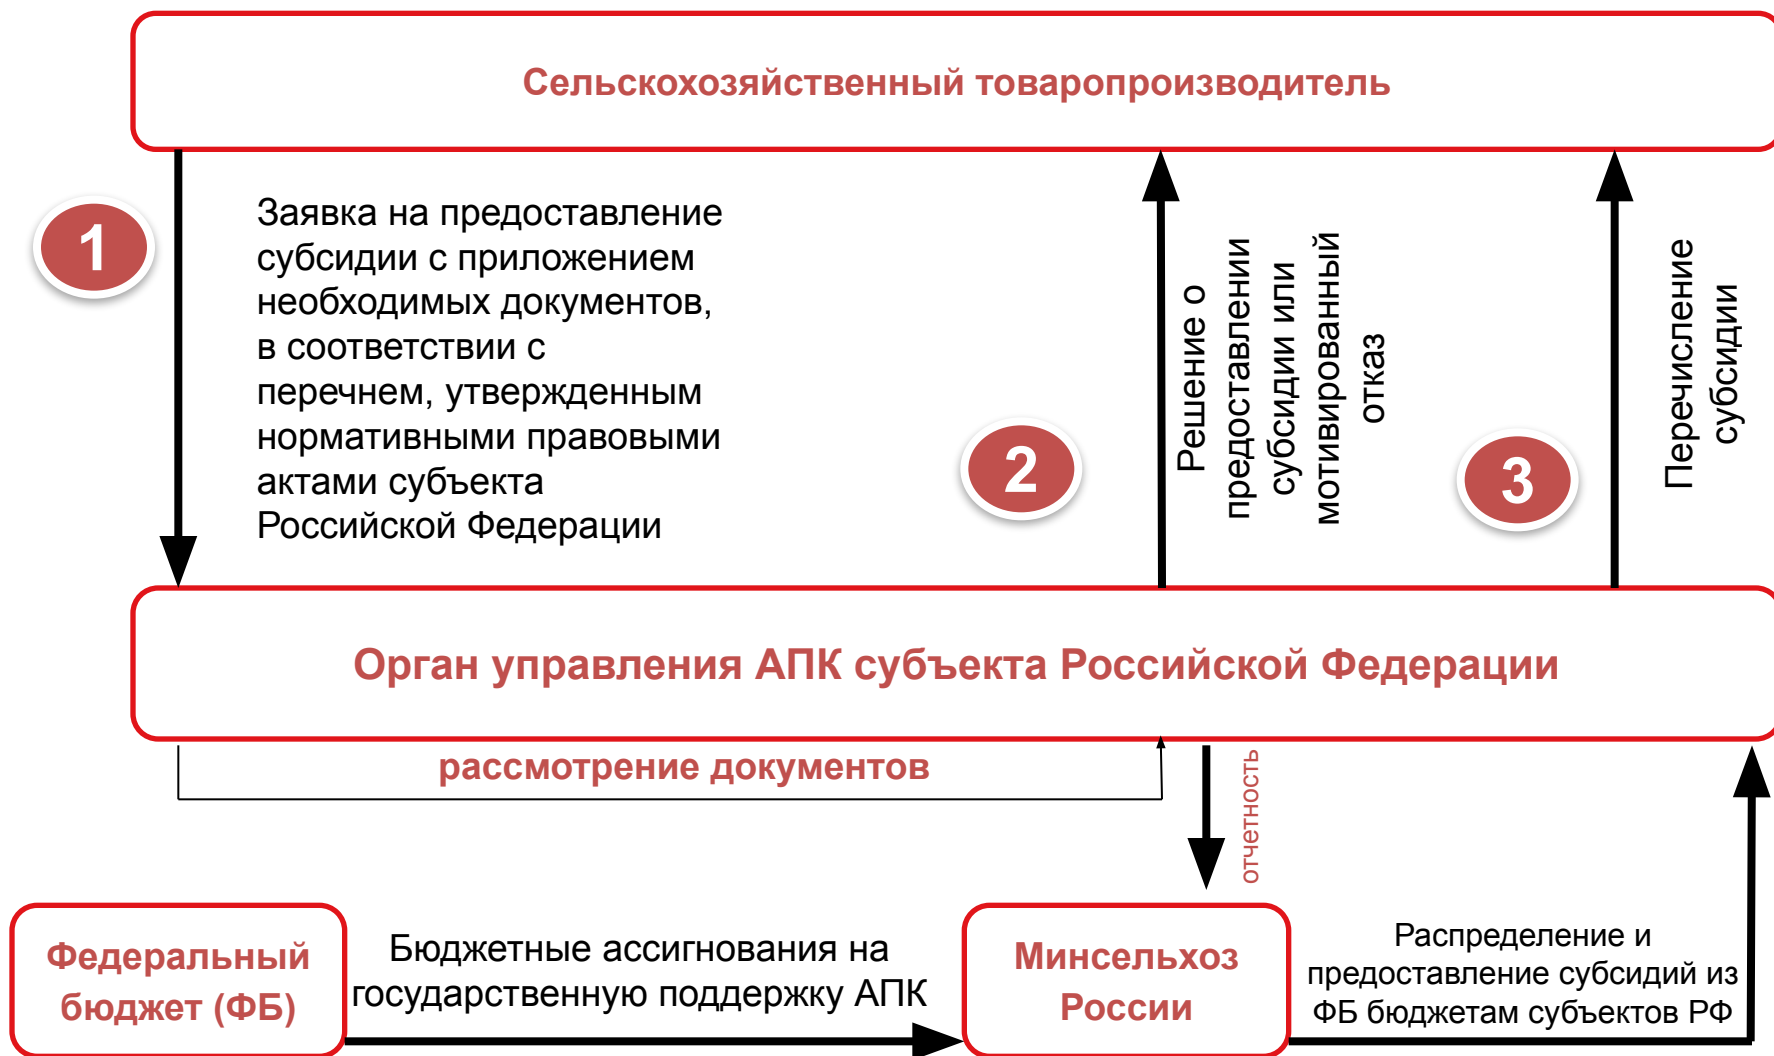 Сельскохозяйственный товаропроизводитель
1
Заявка на предоставление
субсидии с приложением
необходимых документов,
в соответствии с
перечнем, утвержденным
нормативными правовыми
актами субъекта
Российской Федерации
2
Решение о
предоставлении
субсидии или
мотивированный
отказ
3
Перечисление
субсидии
Орган управления АПК субъекта Российской Федерации
рассмотрение документов
отчетность
Федеральный
бюджет (ФБ)
Бюджетные ассигнования на
государственную поддержку АПК
Минсельхоз
России
Распределение и
предоставление субсидий из
ФБ бюджетам субъектов РФ